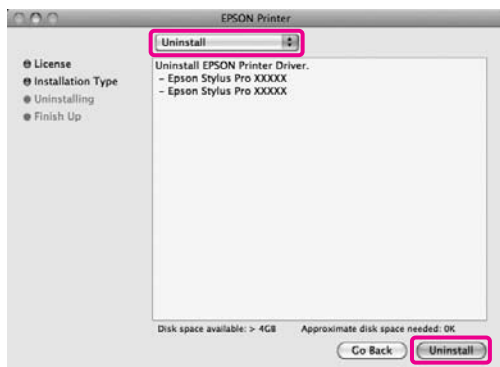 EPSON Printer
Uninstall
License
Installation Type
Uninstalling
Finish Up
Uninstall EPSON Printer Driver.
- Epson Stylus Pro XXXXX
- Epson Stylus Pro XXXXX
Disk space available: > 4GB Approximate disk space needed: 0K
Go Back Uninstall